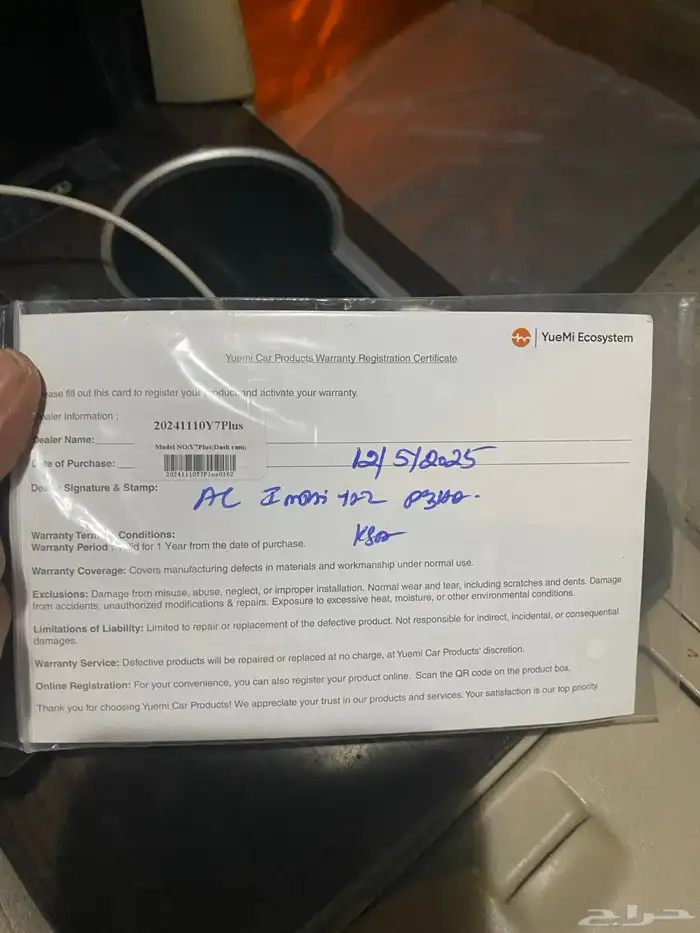 YueMi Ecosystem
Yuemi Car Products Warranty Registration Certificate
ase fill out this card to register your product and activate your warranty.
ealer Information :
20241110Y7Plus
Dealer Name:
Model NO:Y7Plus(Dash cam)
20241110Y7Plus0162
te of Purchase:
12/5/2025
Signature & Stamp:
AC
KSA
Warranty Conditions:
Warranty Period for 1 Year from the date of purchase.
Warranty Coverage: Covers manufacturing defects in materials and workmanship under normal use.
Exclusions: Damage from misuse, abuse, neglect, or improper installation. Normal wear and tear, including scratches and dents. Damage
from accidents, unauthorized modifications & repairs. Exposure to excessive heat, moisture, or other environmental conditions.
Limitations of Liability: Limited to repair or replacement of the defective product. Not responsible for indirect, incidental, or consequential
damages.
Warranty Service: Defective products will be repaired or replaced at no charge, at Yuemi Car Products' discretion.
Online Registration: For your convenience, you can also register your product online. Scan the QR code on the product box.
Thank you for choosing Yuemi Car Products! We appreciate your trust in our products and services. Your satisfaction is our top priority
حراج